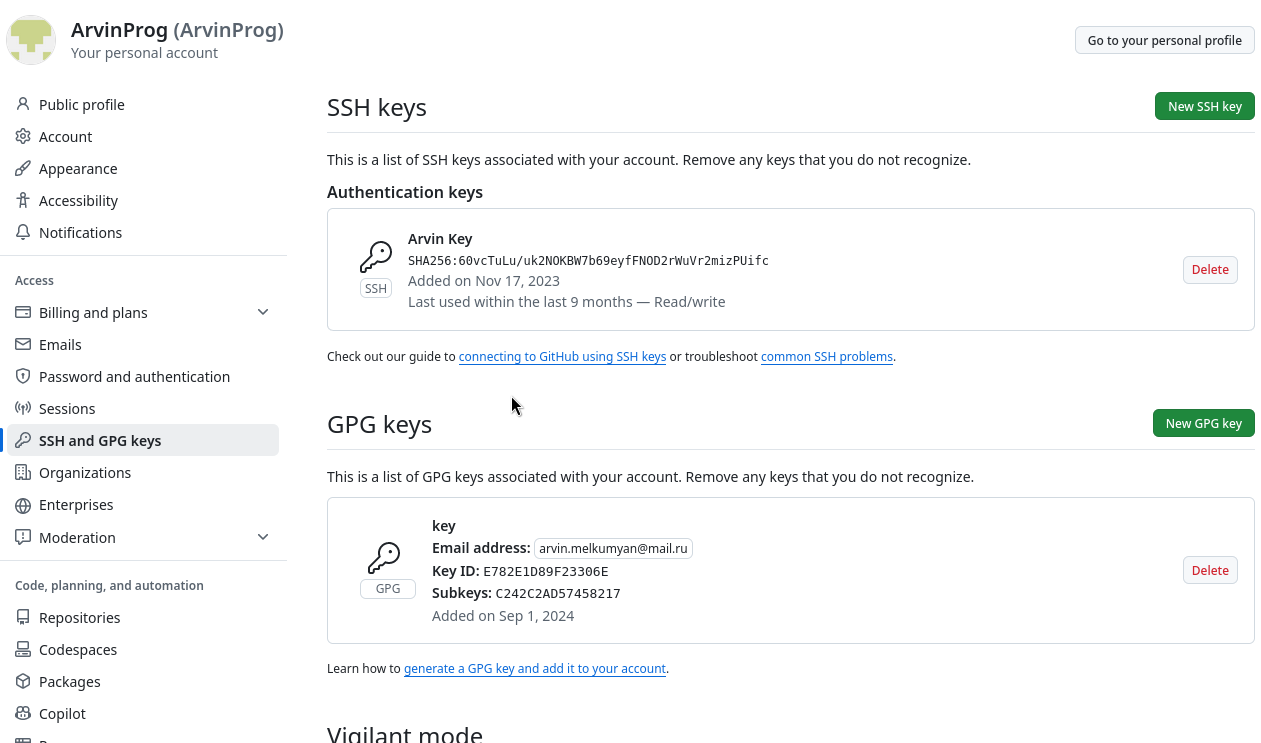 ArvinProg (ArvinProg)
Your personal account
Go to your personal profile
Public profile
Account
Appearance
Accessibility
Notifications
Access
Billing and plans
Emails
Password and authentication
Sessions
SSH and GPG keys
Organizations
Enterprises
Moderation
Code, planning, and automation
Repositories
Codespaces
Packages
Copilot
SSH keys
New SSH key
This is a list of SSH keys associated with your account. Remove any keys that you do not recognize.
Authentication keys
Arvin Key
SHA256:60vcTuLu/uk2NOKBW7b69eyfFNOD2rWuVr2mizPUifc
Added on Nov 17, 2023
Last used within the last 9 months — Read/write
SSH
Delete
Check out our guide to connecting to GitHub using SSH keys or troubleshoot common SSH problems.
GPG keys
New GPG key
This is a list of GPG keys associated with your account. Remove any keys that you do not recognize.
key
Email address: arvin.melkumyan@mail.ru
Key ID: E782E1D89F23306E
Subkeys: C242C2AD57458217
Added on Sep 1, 2024
GPG
Delete
Learn how to generate a GPG key and add it to your account.
Vigilant mode